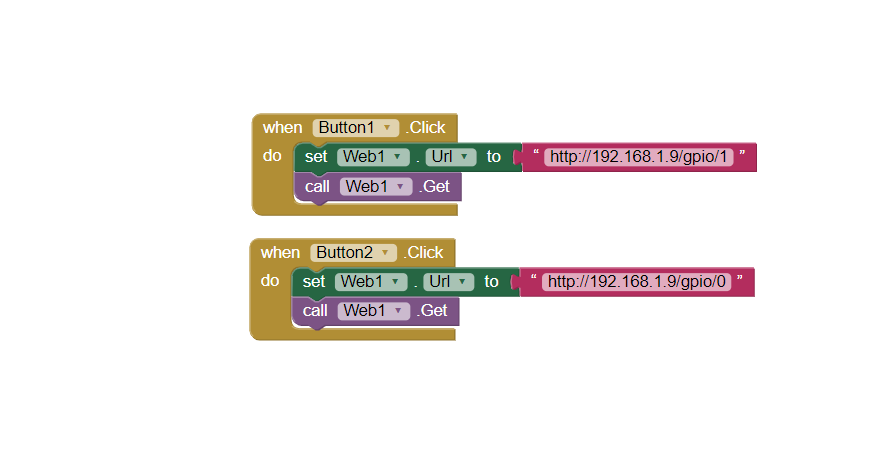 when Button1 .Click
do set Web1 . Url to “ http://192.168.1.9/gpio/1 ”
call Web1 .Get
when Button2 .Click
do set Web1 . Url to “ http://192.168.1.9/gpio/0 ”
call Web1 .Get